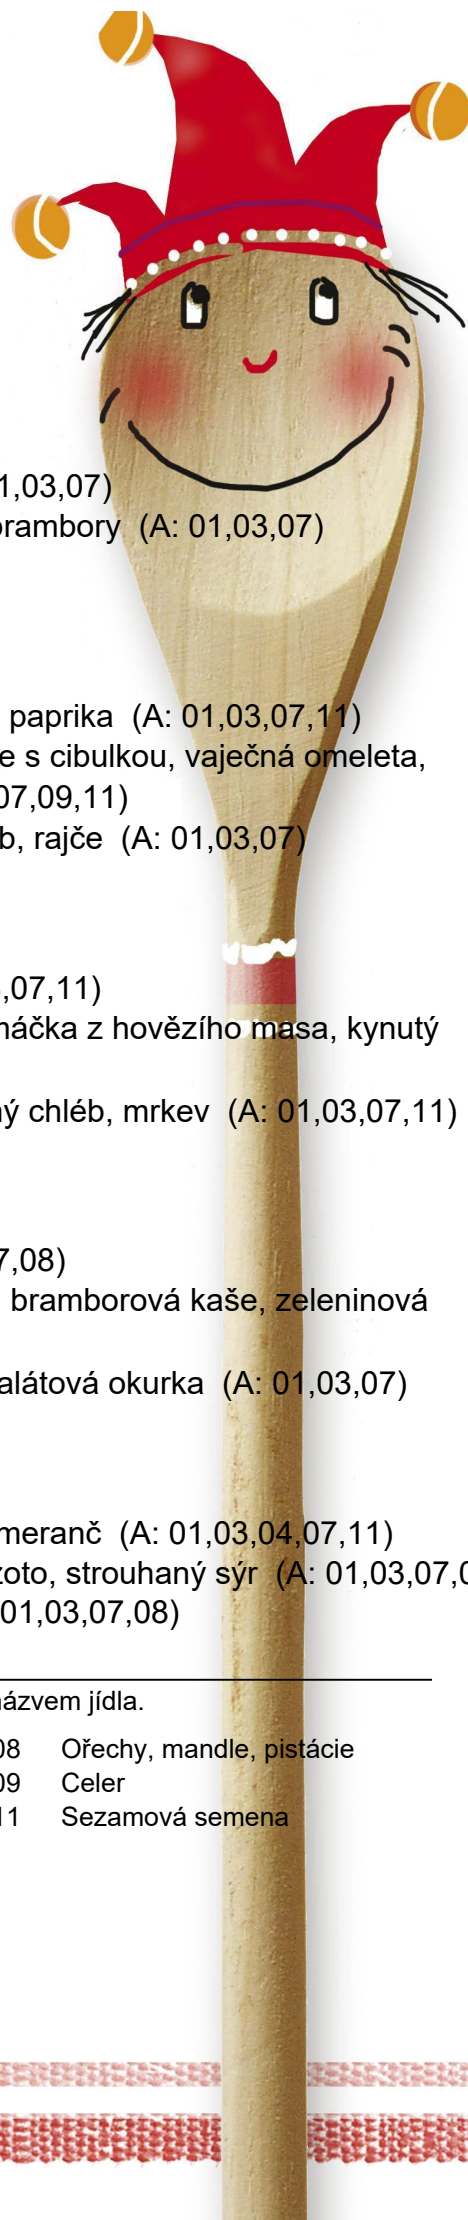 1,03,07)
brambory (A: 01,03,07)
paprika (A: 01,03,07,11)
e s cibulkou, vaječná omeleta,
07,09,11)
b, rajče (A: 01,03,07)
,07,11)
máčka z hovězího masa, kynutý
ný chléb, mrkev (A: 01,03,07,11)
7,08)
bramborová kaše, zeleninová
alátová okurka (A: 01,03,07)
meranč (A: 01,03,04,07,11)
zoto, strouhaný sýr (A: 01,03,07,0
01,03,07,08)
názvem jídla.
08 Ořechy, mandle, pistácie
09 Celer
11 Sezamová semena